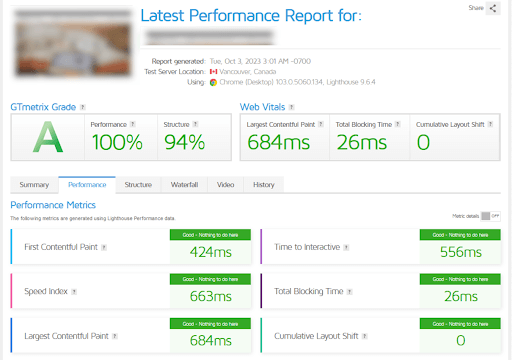 Latest Performance Report for:
Share
Report generated: Tue, Oct 3, 2023 3:01 AM -0700
Test Server Location: Vancouver, Canada
Using: Chrome (Desktop) 103.0.5060.134, Lighthouse 9.6.4
GTmetrix Grade ?
A
Performance ?
100%
Structure ?
94%
Web Vitals ?
Largest Contentful Paint ?
684ms
Total Blocking Time ?
26ms
Cumulative Layout Shift ?
0
Summary Performance Structure Waterfall Video History
Performance Metrics
The following metrics are generated using Lighthouse Performance data.
Metric details OFF
First Contentful Paint ?
Good - Nothing to do here
424ms
Time to Interactive ?
Good - Nothing to do here
556ms
Speed Index ?
Good - Nothing to do here
663ms
Total Blocking Time ?
Good - Nothing to do here
26ms
Largest Contentful Paint ?
Good - Nothing to do here
684ms
Cumulative Layout Shift ?
Good - Nothing to do here
0